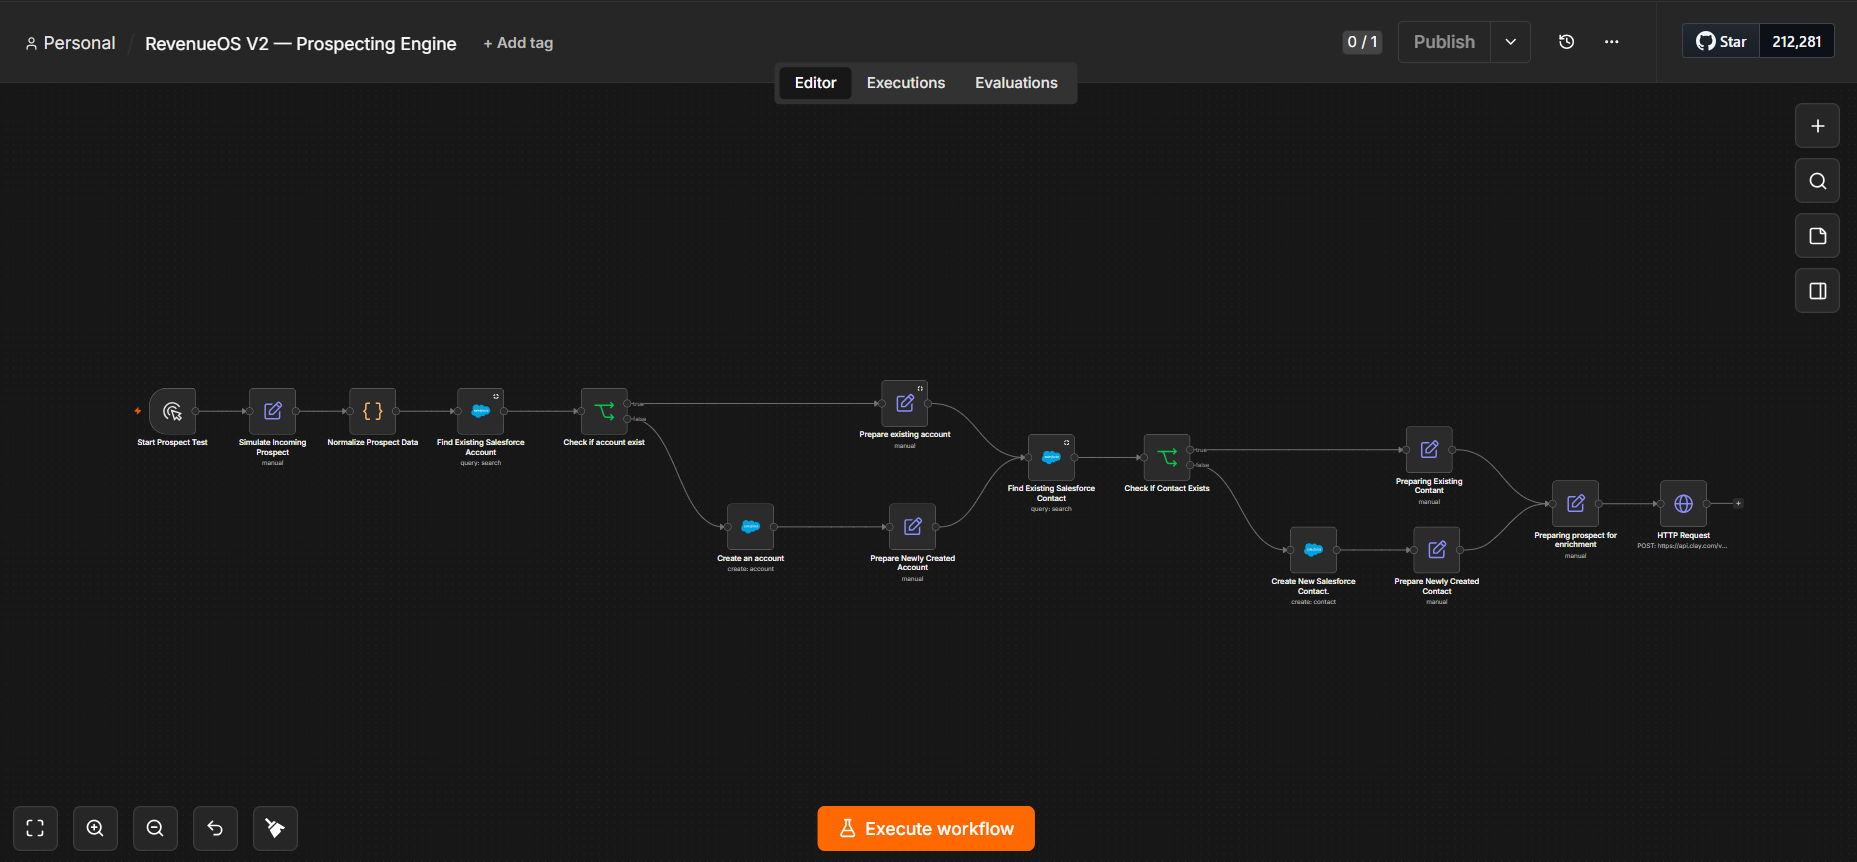 Personal / RevenueOS V2 — Prospecting Engine + Add tag
0 / 1 Publish
Star 212,281
Editor Executions Evaluations
Start Prospect Test
Simulate Incoming
Prospect
manual
Normalize Prospect Data
Find Existing Salesforce
Account
query: search
Check if account exist
true
false
Prepare existing account
manual
Create an account
create: account
Prepare Newly Created
Account
manual
Find Existing Salesforce
Contact
query: search
Check If Contact Exists
true
false
Preparing Existing
Contant
manual
Create New Salesforce
Contact.
create: contact
Prepare Newly Created
Contact
manual
Preparing prospect for
enrichment
manual
HTTP Request
POST: https://api.clay.com/v...
Execute workflow